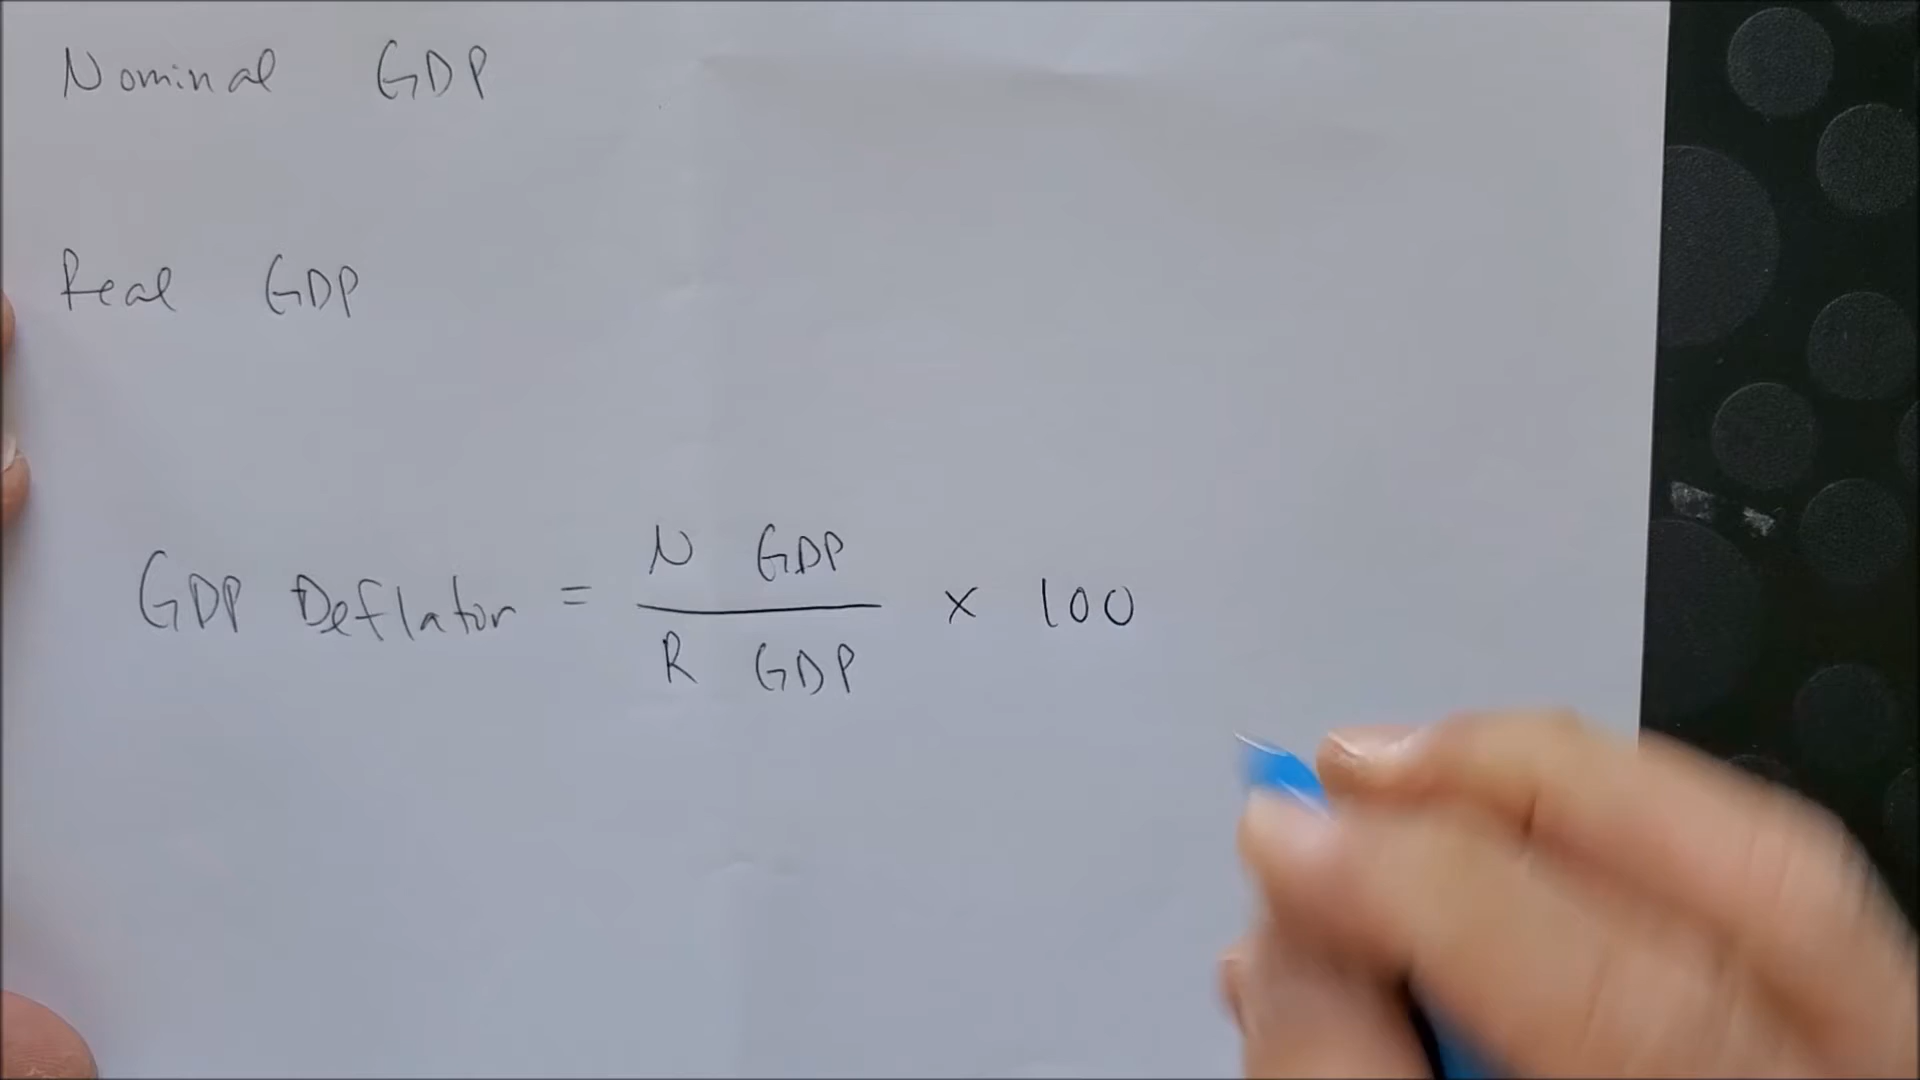 Nominal GDP
Real GDP
GDP Deflator = N GDP / R GDP × 100